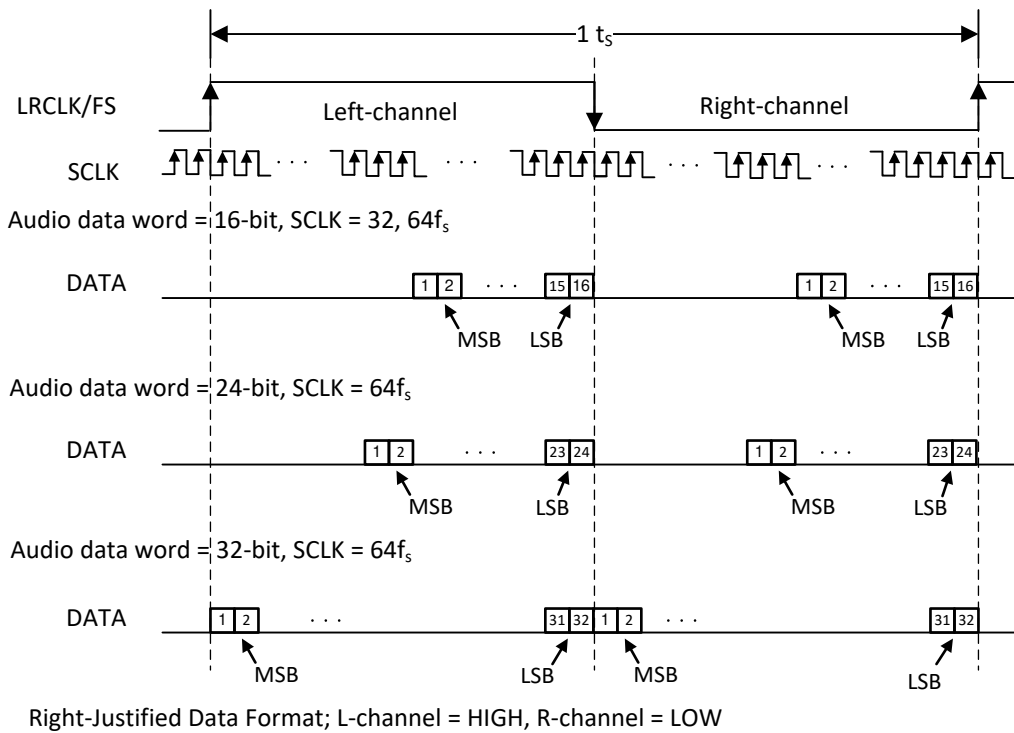 1 tS
LRCLK/FS Left-channel Right-channel
SCLK . . . . . . . . . . . .
Audio data word = 16-bit, SCLK = 32, 64fs
DATA 1 2 . . . 15 16 1 2 . . . 15 16
MSB LSB MSB LSB
Audio data word = 24-bit, SCLK = 64fs
DATA 1 2 . . . 23 24 1 2 . . . 23 24
MSB LSB MSB LSB
Audio data word = 32-bit, SCLK = 64fs
DATA 1 2 . . . 31 32 1 2 . . . 31 32
MSB LSB MSB LSB
Right-Justified Data Format; L-channel = HIGH, R-channel = LOW